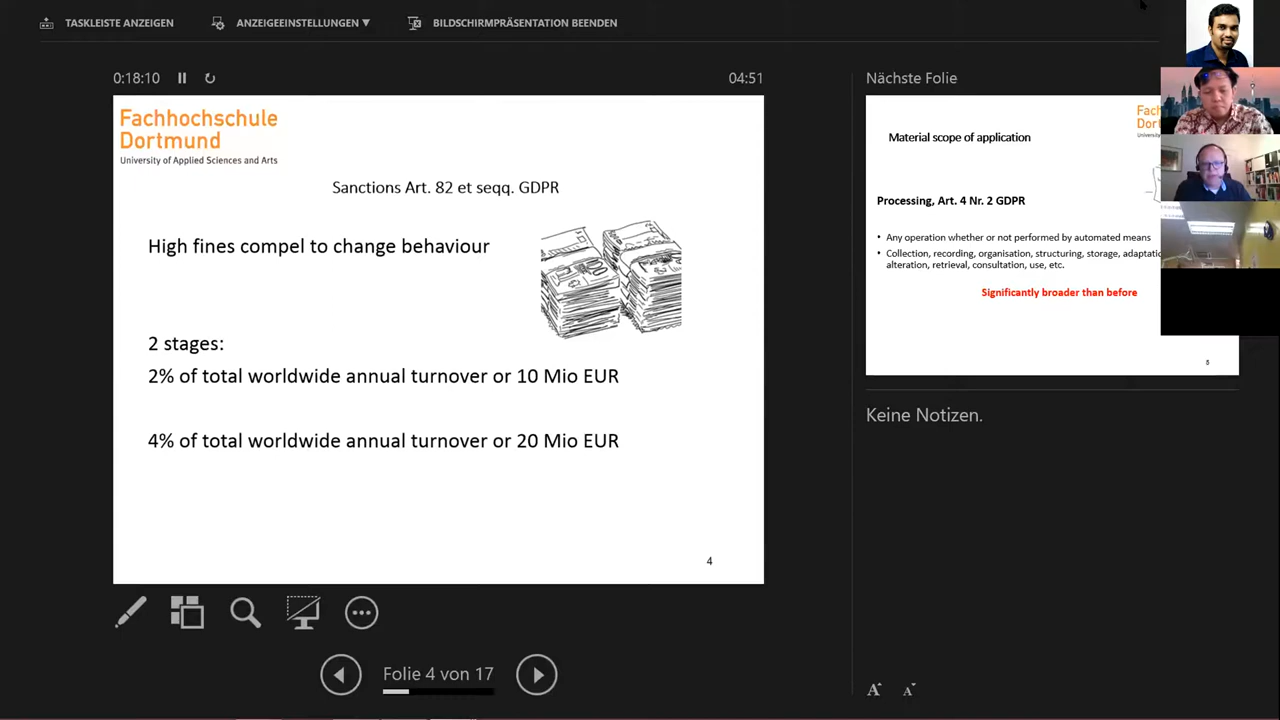 TASKLEISTE ANZEIGEN
ANZEIGEEINSTELLUNGEN ▼
BILDSCHIRMPRÄSENTATION BEENDEN
0:18:10
04:51
Fachhochschule
Dortmund
University of Applied Sciences and Arts
Sanctions Art. 82 et seqq. GDPR
High fines compel to change behaviour
2 stages:
2% of total worldwide annual turnover or 10 Mio EUR
4% of total worldwide annual turnover or 20 Mio EUR
4
Folie 4 von 17
Nächste Folie
Material scope of application
Processing, Art. 4 Nr. 2 GDPR
• Any operation whether or not performed by automated means
• Collection, recording, organisation, structuring, storage,
alteration, retrieval, consultation, use, etc.
Significantly broader than before
Keine Notizen.
A A